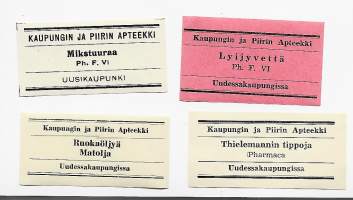 KAUPUNGIN JA PIIRIN APTEEKKI
Mikstuuraa
Ph. F. VI
UUSIKAUPUNKI
Kaupungin ja Piirin Apteekki
Lyijyvettä
Ph. F. VI
Uudessakaupungissa
Kaupungin ja Piirin Apteekki
Ruokaöljyä
Matolja
Uudessakaupungissa
Kaupungin ja Piirin Apteekki
Thielemannin tippoja
(Pharmaca
Uudessakaupungissa